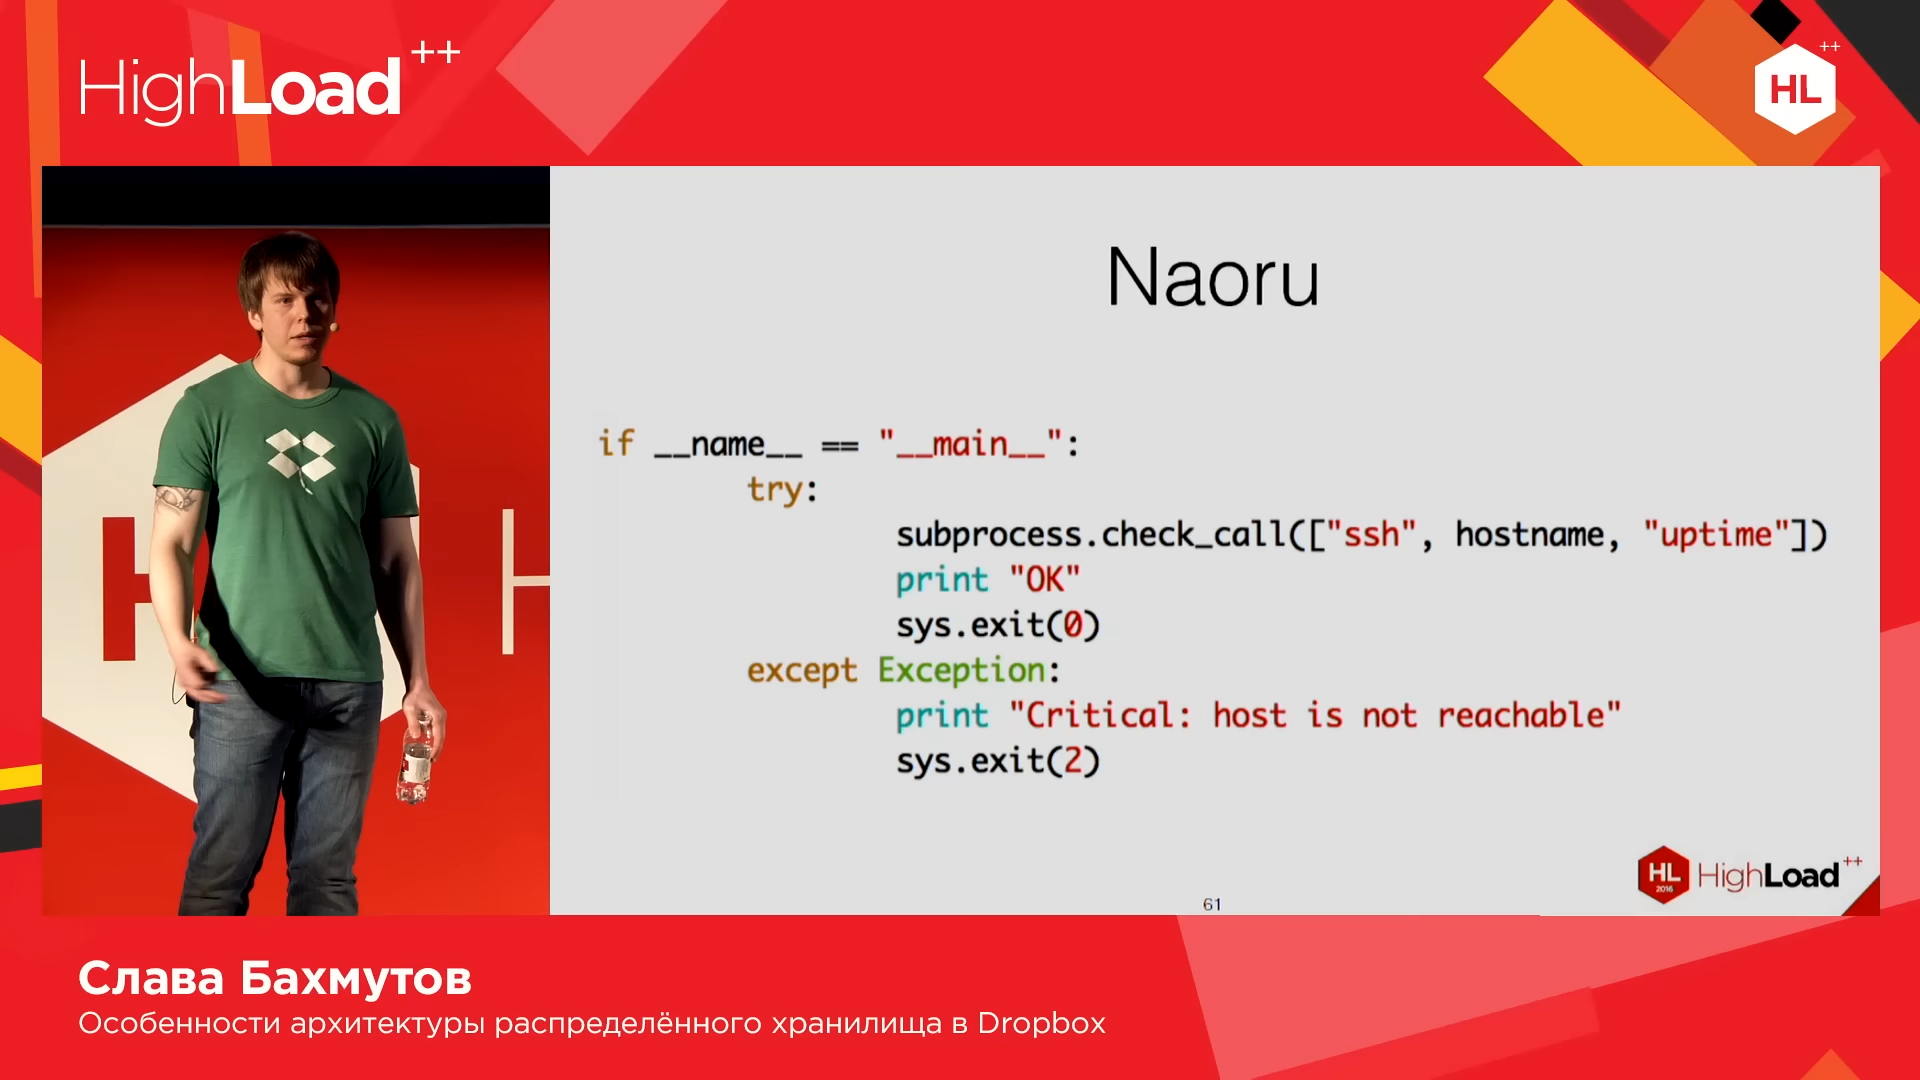 HighLoad++
HL++
Naoru
if __name__ == "__main__":
try:
subprocess.check_call(["ssh", hostname, "uptime"])
print "OK"
sys.exit(0)
except Exception:
print "Critical: host is not reachable"
sys.exit(2)
HL
2016
HighLoad++
61
H
H
Слава Бахмутов
Особенности архитектуры распределённого хранилища в Dropbox